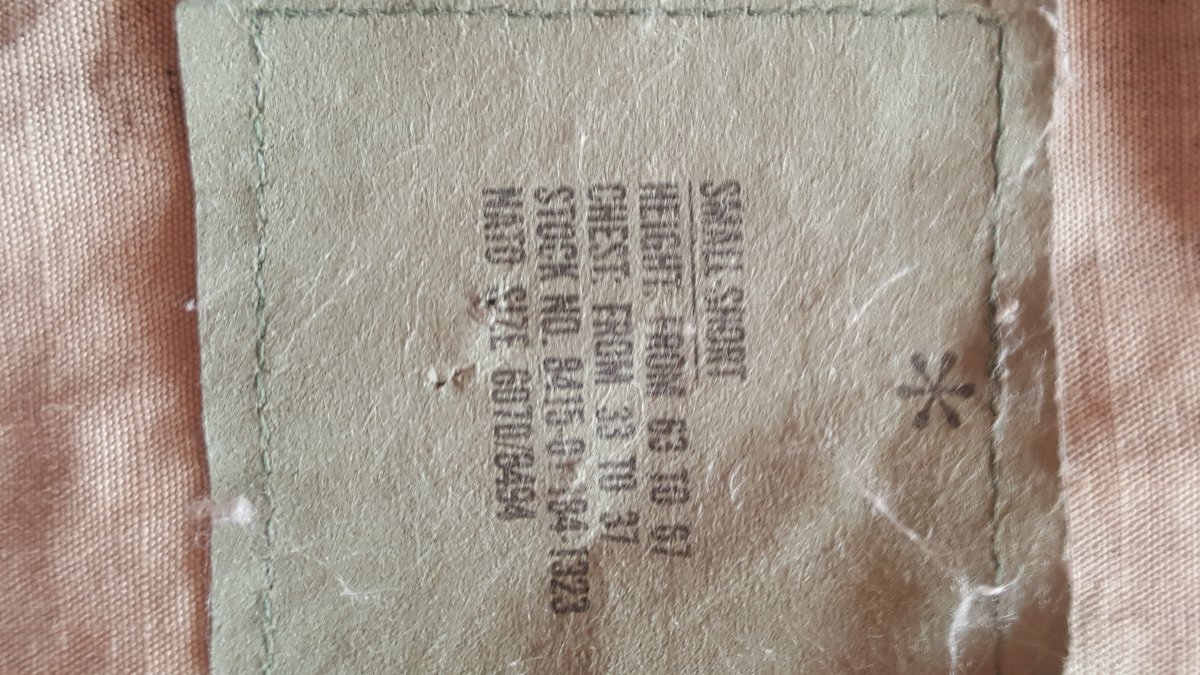 *
SMALL-SHORT
HEIGHT: FROM 63 TO 67
CHEST: FROM 33 TO 37
STOCK NO. 8415-01-184-1323
NATO SIZE 6070/8494